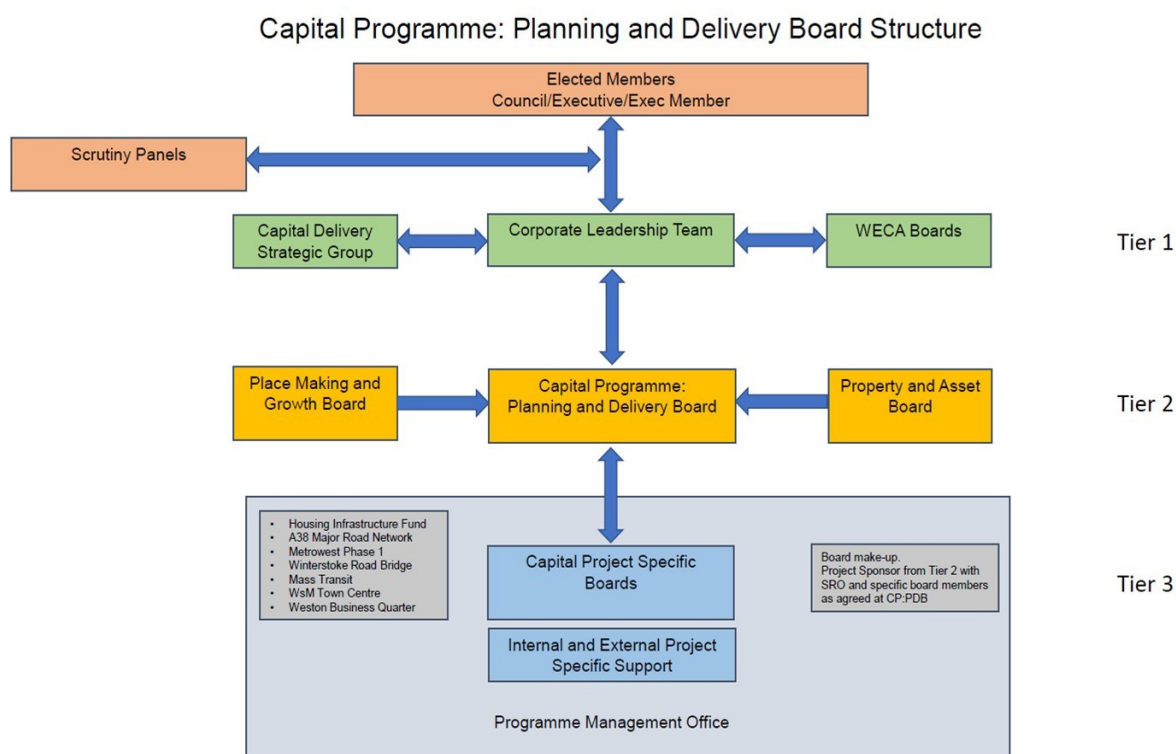 Capital Programme: Planning and Delivery Board Structure
Elected Members
Council/Executive/Exec Member
Scrutiny Panels
Capital Delivery
Strategic Group
Corporate Leadership Team
WECA Boards
Tier 1
Place Making and
Growth Board
Capital Programme:
Planning and Delivery Board
Property and Asset
Board
Tier 2
• Housing Infrastructure Fund
• A38 Major Road Network
• Metrowest Phase 1
• Winterstoke Road Bridge
• Mass Transit
• WsM Town Centre
• Weston Business Quarter
Capital Project Specific
Boards
Board make-up.
Project Sponsor from Tier 2 with
SRO and specific board members
as agreed at CP:PDB
Tier 3
Internal and External Project
Specific Support
Programme Management Office